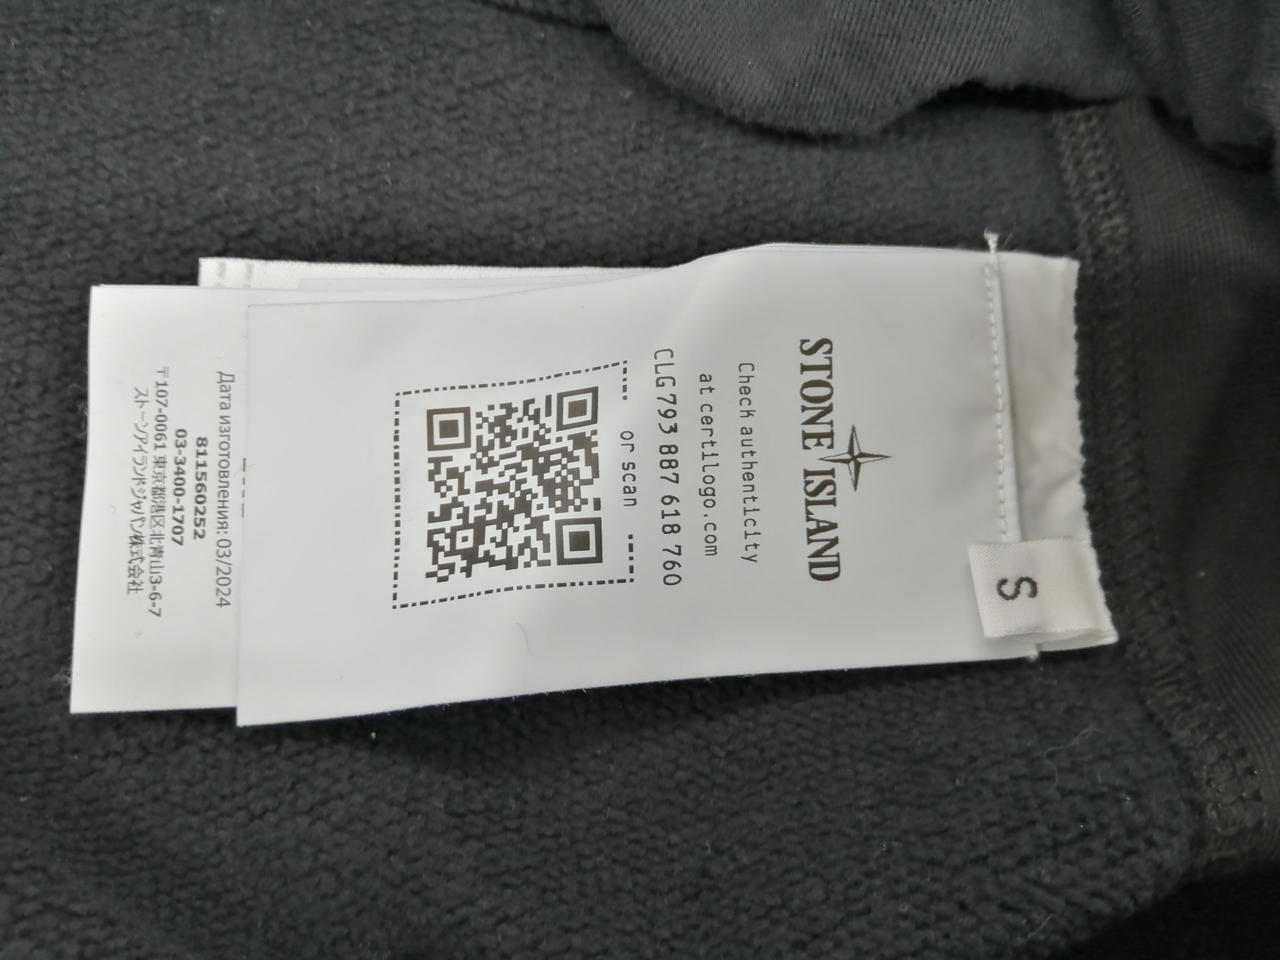 STONE ISLAND
Check authenticity
at certilogo.com
CLG793 887 618 760
or scan
S
Дата изготовления: 03/2024
811560252
03-3400-1707
〒107-0061 東京都港区北青山3-6-7
ストーンアイランドジャパン株式会社